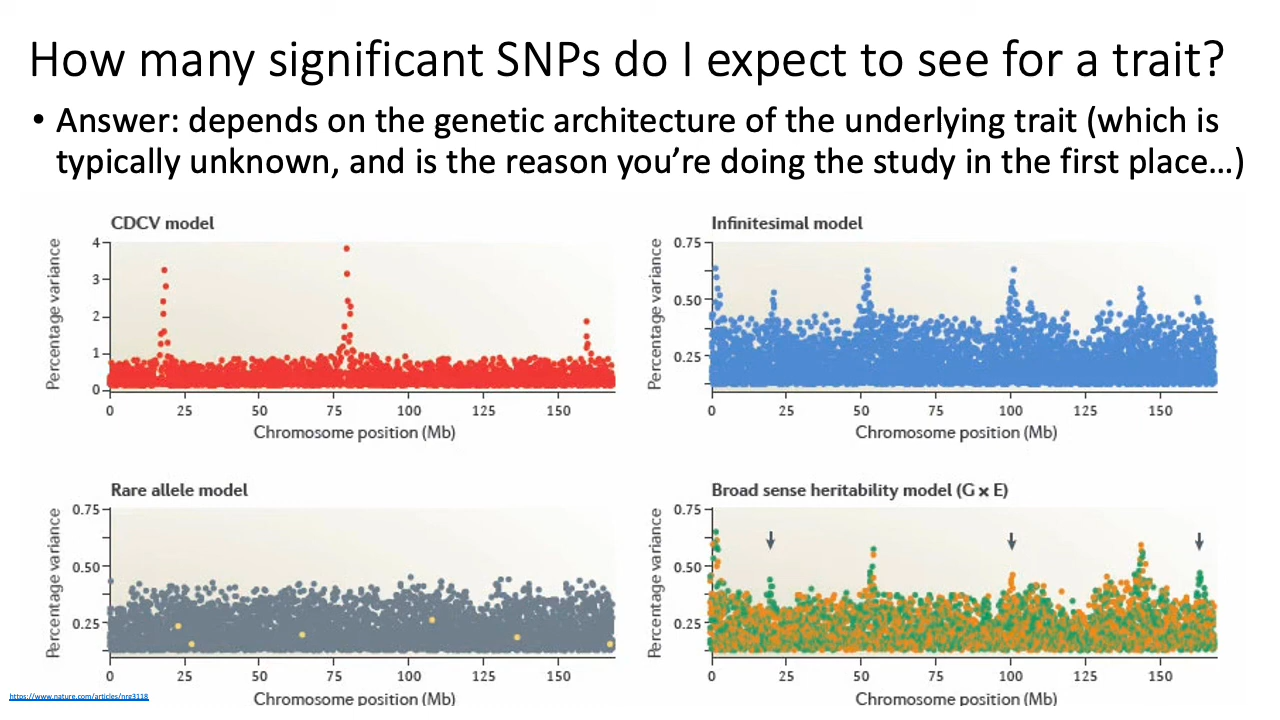 How many significant SNPs do I expect to see for a trait?
• Answer: depends on the genetic architecture of the underlying trait (which is
typically unknown, and is the reason you’re doing the study in the first place…)
CDCV model
Percentage variance
4
3
2
1
0
0 25 50 75 100 125 150
Chromosome position (Mb)
Infinitesimal model
Percentage variance
0.75
0.50
0.25
0 25 50 75 100 125 150
Chromosome position (Mb)
Rare allele model
Percentage variance
0.75
0.50
0.25
0 25 50 75 100 125 150
Chromosome position (Mb)
Broad sense heritability model (G x E)
Percentage variance
0.75
0.50
0.25
0 25 50 75 100 125 150
Chromosome position (Mb)
https://www.nature.com/articles/nrg3118